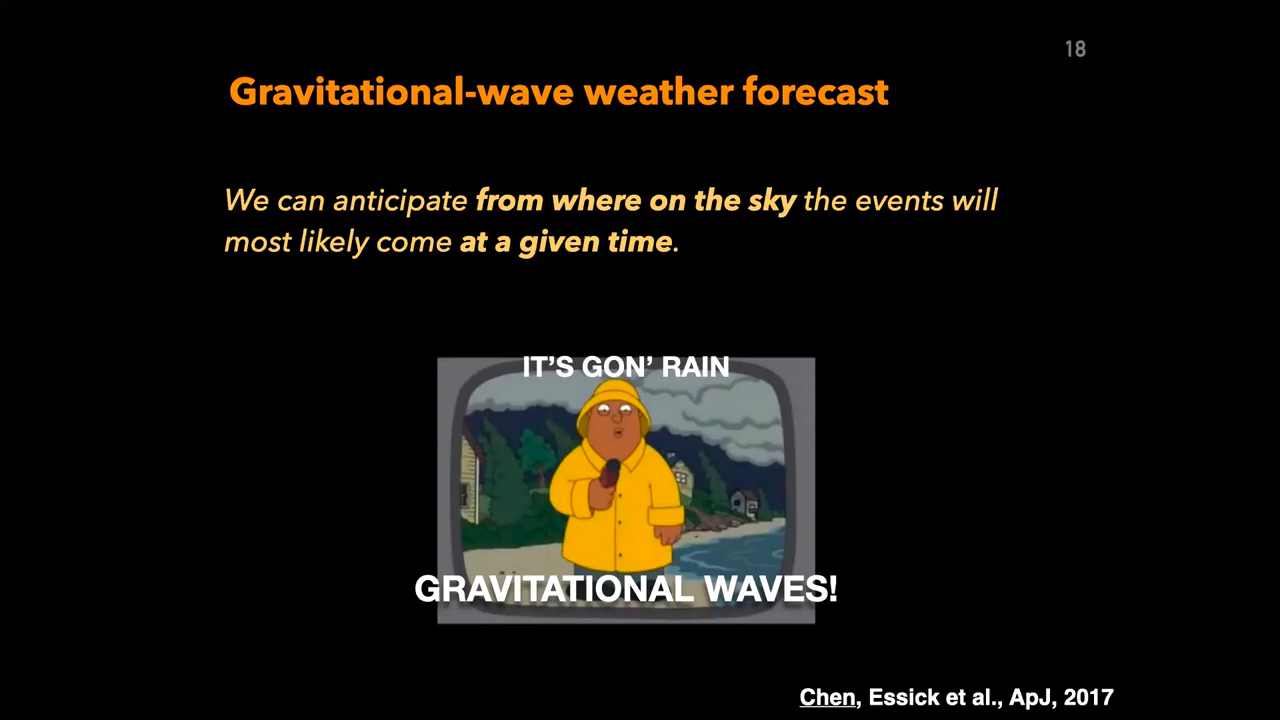 18
Gravitational-wave weather forecast
We can anticipate from where on the sky the events will
most likely come at a given time.
IT’S GON’ RAIN
GRAVITATIONAL WAVES!
Chen, Essick et al., ApJ, 2017